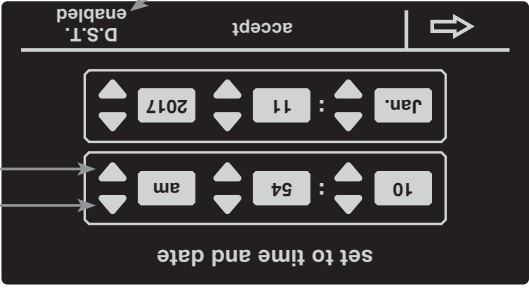 set to time and date
10 : 54 am
Jan. : 11 2017
accept D.S.T.
enabled